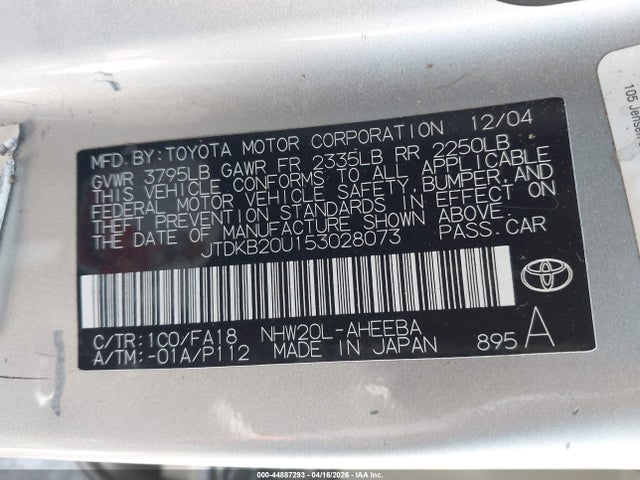 MFD. BY: TOYOTA MOTOR CORPORATION 12/04
GVWR 3795LB GAWR FR 2335LB RR 2250LB
THIS VEHICLE CONFORMS TO ALL APPLICABLE
FEDERAL MOTOR VEHICLE SAFETY, BUMPER, AND
THEFT PREVENTION STANDARDS IN EFFECT ON
THE DATE OF MANUFACTURE SHOWN ABOVE.
JTDKB20U153028073 PASS. CAR
C/TR: 1C0/FA18 NHW20L-AHEEBA
A/TM: -01A/P112 MADE IN JAPAN 895 A
TOYOTA
105 Jensen
000-44887293 - 04/16/2026 - IAA Inc.